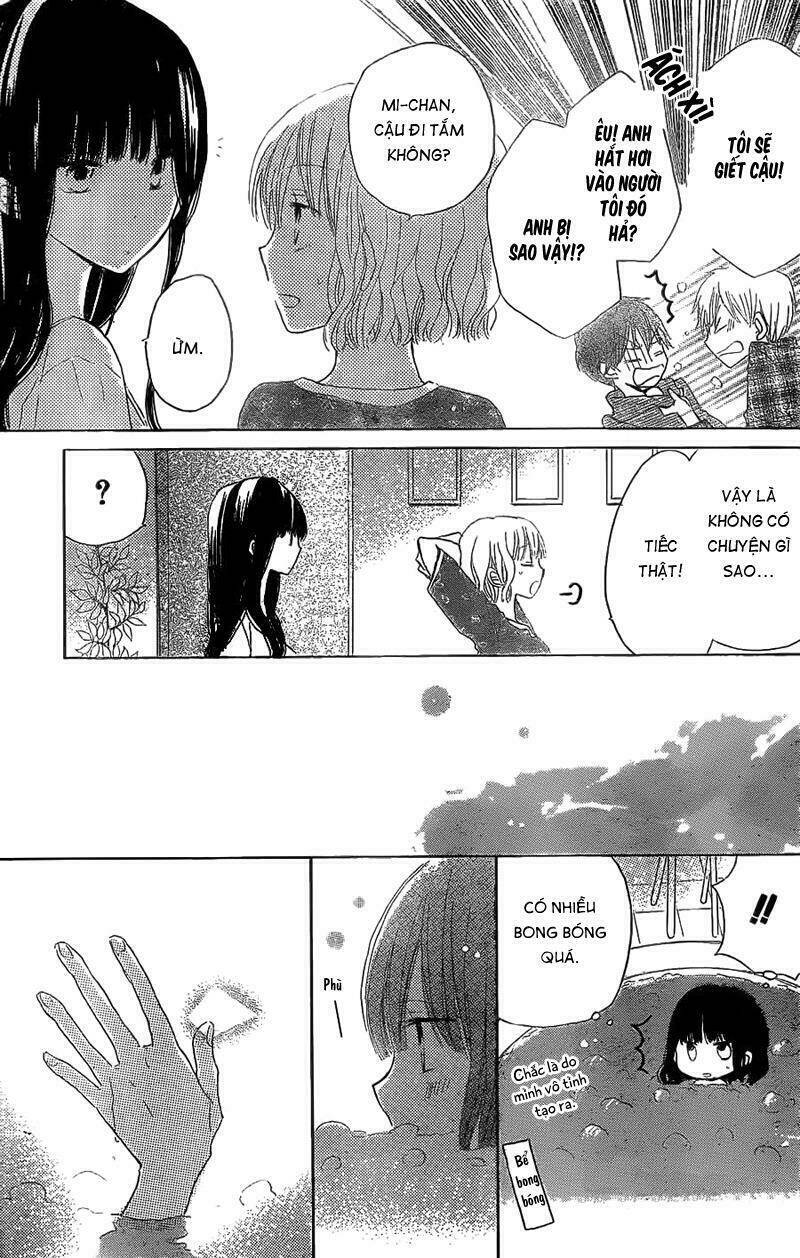 TÔI SẼ
GIẾT CẬU!
ÁCH XÌ!!
ÊU! ANH
HẮT HƠI
VÀO NGƯỜI
TÔI ĐÓ
HẢ?
ANH BỊ
SAO VẬY!?
MI-CHAN,
CẬU ĐI TẮM
KHÔNG?
ỪM.
VẬY LÀ
KHÔNG CÓ
CHUYỆN GÌ
SAO...
TIẾC
THẬT!
?
!!
CÓ NHIỀU
BONG BÓNG
QUÁ.
Chắc là do
mình vô tình
tạo ra.
Bể
bong
bóng
Phù